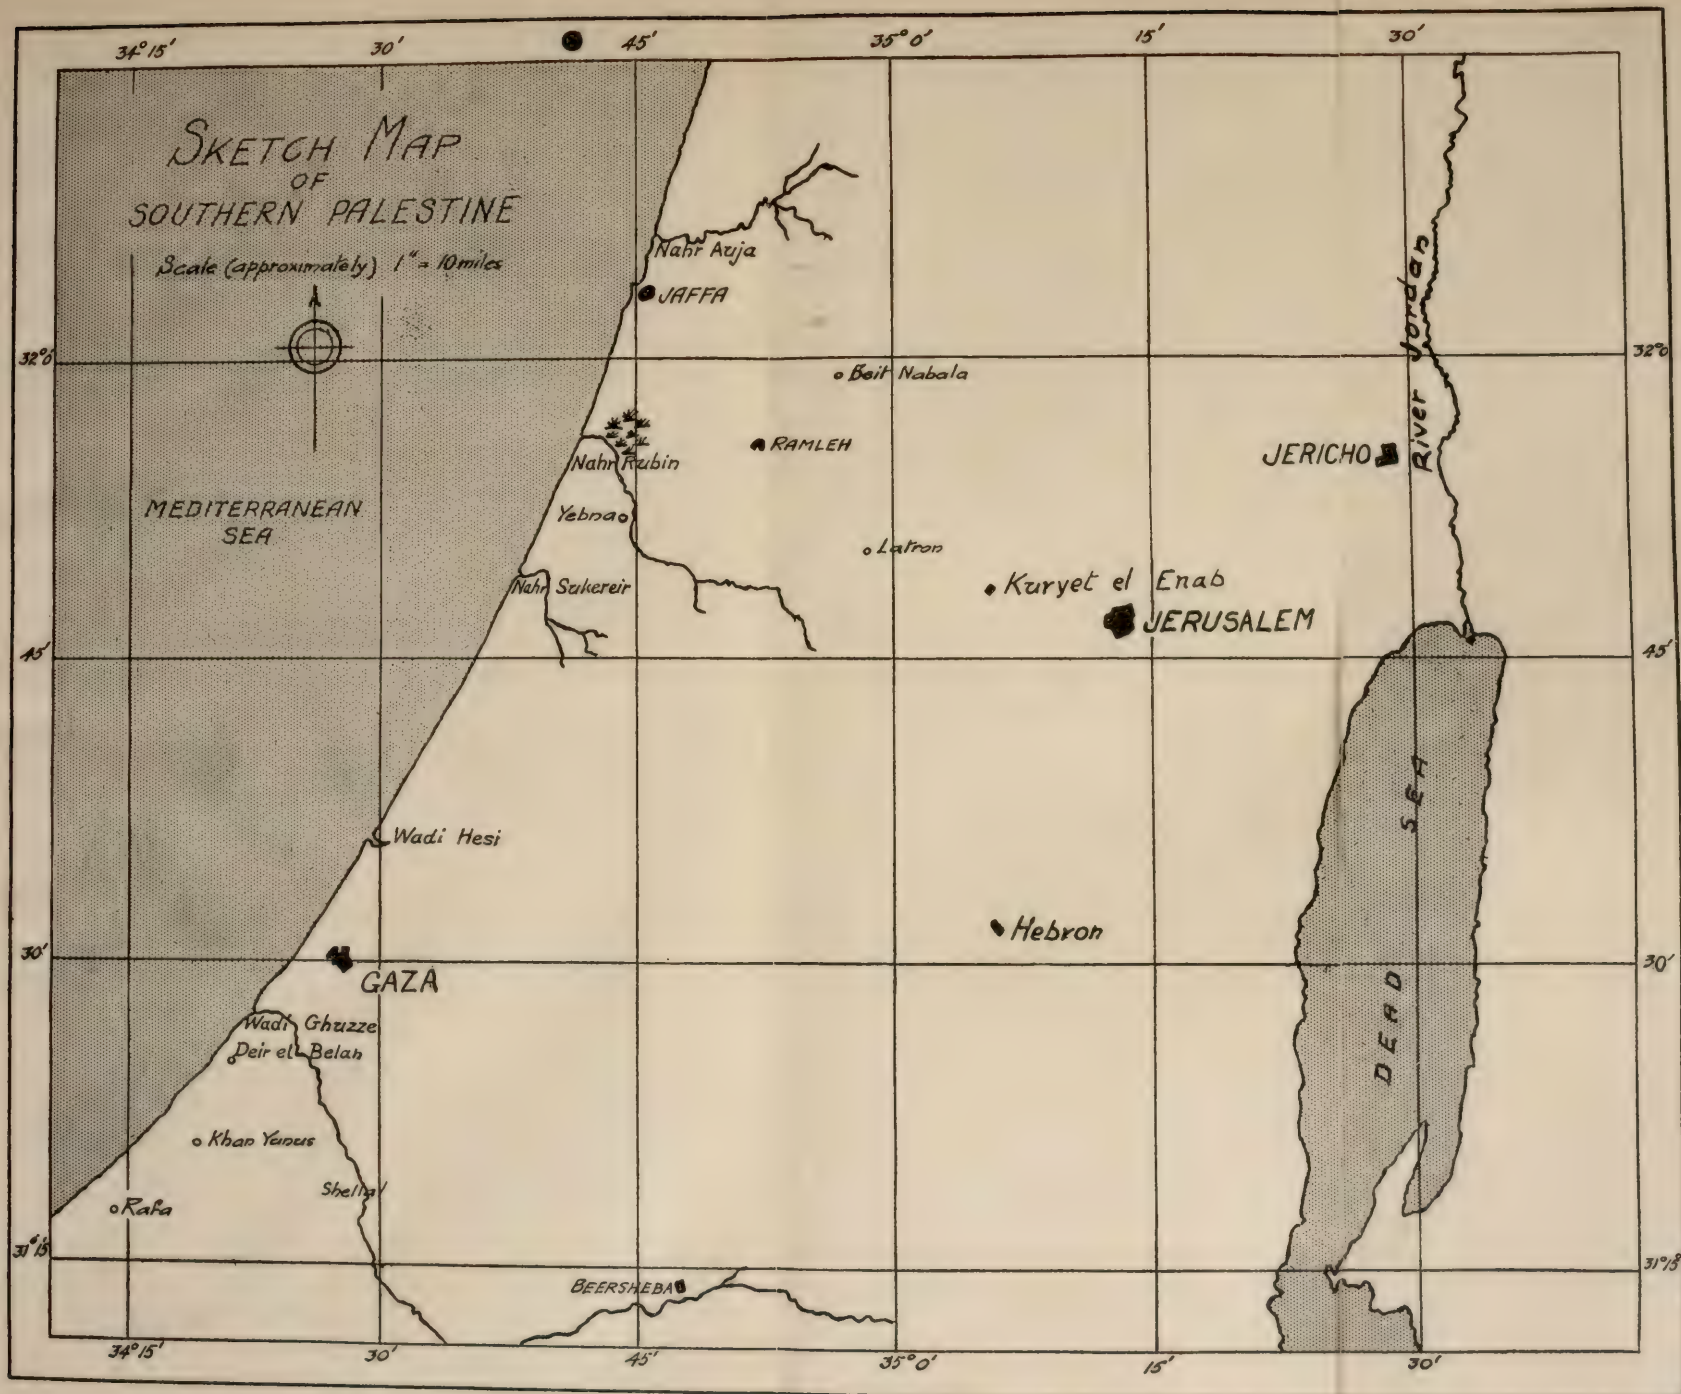 34° 15' 30' 45' 35° 0' 15' 30'
SKETCH MAP
OF
SOUTHERN PALESTINE
Scale (approximately) 1" = 10 miles
Nahr Auja
JAFFA
River Jordan
32° 0' 32° 0'
Beit Nabala
RAMLEH
JERICHO
Nahr Rubin
MEDITERRANEAN
SEA
Yebna
Latron
Nahr Sukereir
Kuryet el Enab
JERUSALEM
45' 45'
DEAD SEA
Wadi Hesi
Hebron
30' 30'
GAZA
Wadi Ghuzze
Deir el Belah
Khan Yunus
Shellal
Rafa
31° 15' 31° 15'
BEERSHEBA
34° 15' 30' 45' 35° 0' 15' 30'